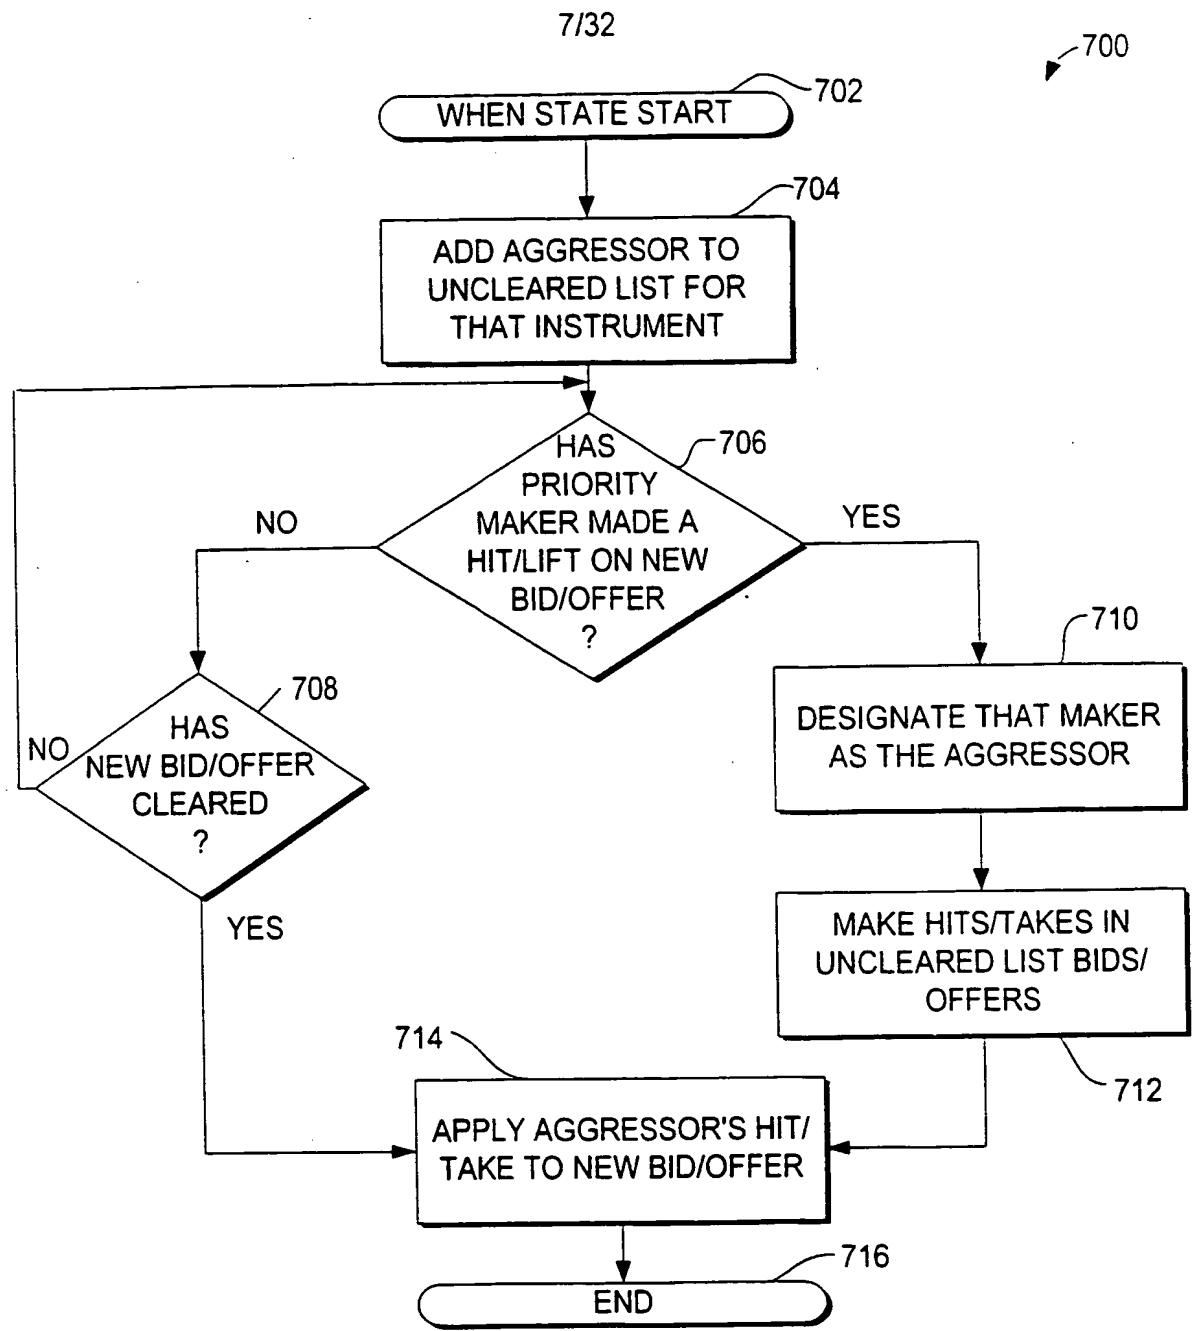 7/32
700
702
WHEN STATE START
704
ADD AGGRESSOR TO
UNCLEARED LIST FOR
THAT INSTRUMENT
706
HAS
PRIORITY
MAKER MADE A
HIT/LIFT ON NEW
BID/OFFER
?
NO
YES
708
HAS
NEW BID/OFFER
CLEARED
?
NO
YES
710
DESIGNATE THAT MAKER
AS THE AGGRESSOR
MAKE HITS/TAKES IN
UNCLEARED LIST BIDS/
OFFERS
712
714
APPLY AGGRESSOR'S HIT/
TAKE TO NEW BID/OFFER
716
END